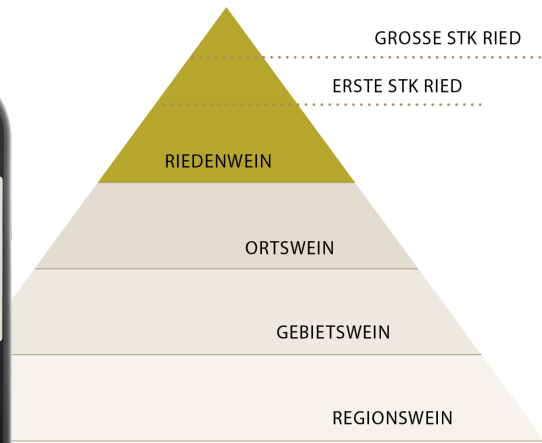 GROSSE STK RIED
ERSTE STK RIED
RIEDENWEIN
ORTSWEIN
GEBIETSWEIN
REGIONSWEIN